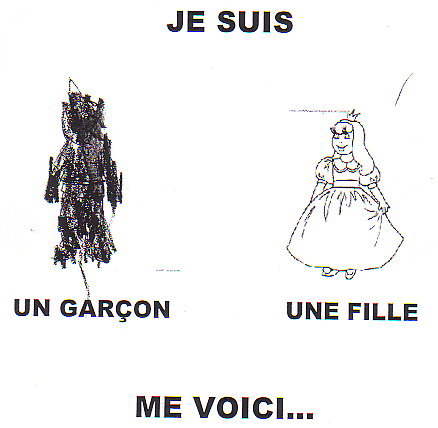 JE SUIS
UN GARÇON
UNE FILLE
ME VOICI...